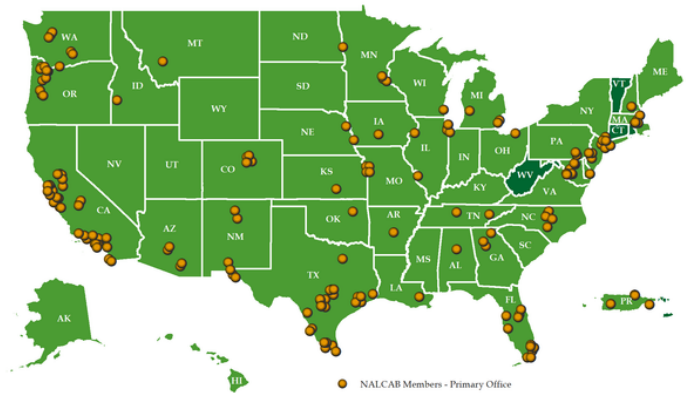 WA
MT
ND
MN
ME
VT
OR
ID
WI
MI
NY
MA
CT
SD
WY
IA
PA
NE
NV
UT
CO
IL
IN
OH
WV
VA
KS
MO
KY
CA
AZ
NM
OK
AR
TN
NC
SC
MS
AL
GA
TX
LA
FL
PR
AK
HI
NALCAB Members - Primary Office